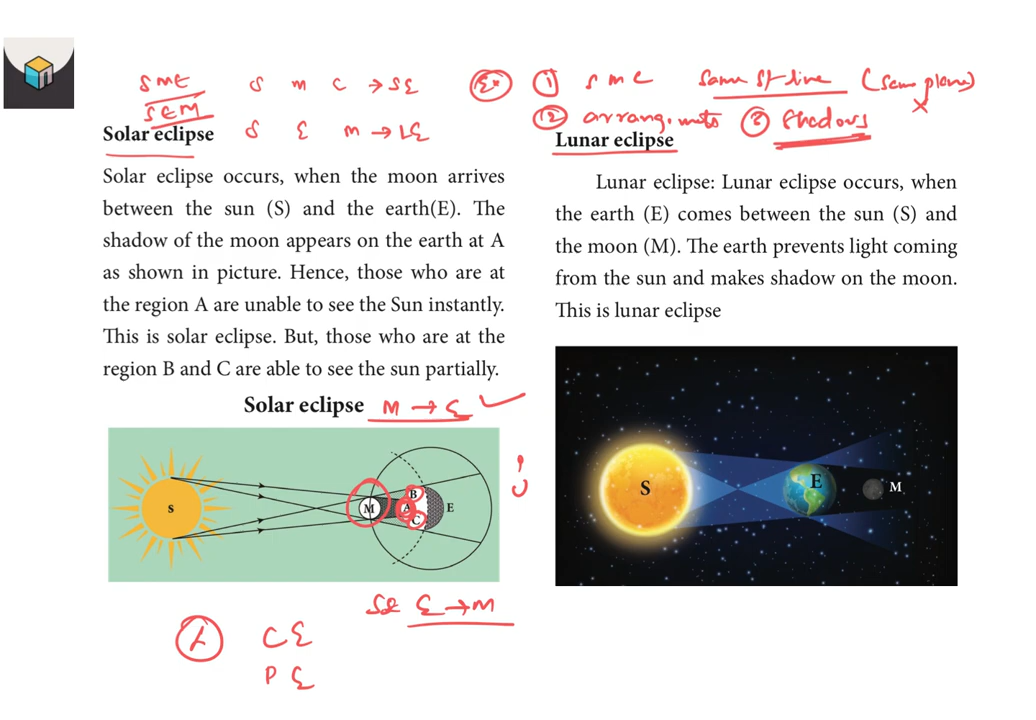 SME S M E → SE Ex ① S M E Same St line (Same plane)
SEM
S E M → LE ② arrangements ③ Shadows
Solar eclipse
Solar eclipse occurs, when the moon arrives
between the sun (S) and the earth(E). The
shadow of the moon appears on the earth at A
as shown in picture. Hence, those who are at
the region A are unable to see the Sun instantly.
This is solar eclipse. But, those who are at the
region B and C are able to see the sun partially.
Solar eclipse M → E
S
M
B
A
C
E
E → M
L CE
PE
Lunar eclipse
Lunar eclipse: Lunar eclipse occurs, when
the earth (E) comes between the sun (S) and
the moon (M). The earth prevents light coming
from the sun and makes shadow on the moon.
This is lunar eclipse
S
E
M